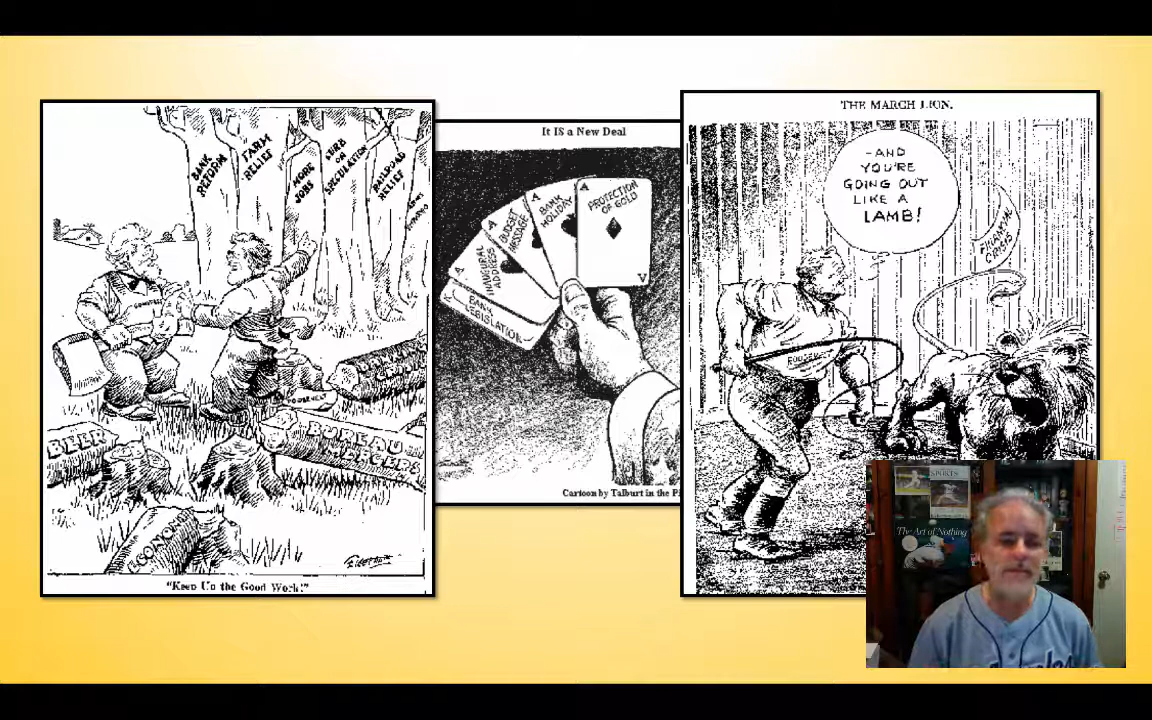 BANK
REFORM
FARM
RELIEF
MORE
JOBS
CURB
ON
SPECULATION
RAILROAD
RELIEF
BEER
BUREAU
MERGERS
ECONOMY
"Keep Up the Good Work!"
It IS a New Deal
BANK
LEGISLATION
A
INAUGURAL
ADDRESS
A
BUDGET
MESSAGE
A
BANK
HOLIDAY
A
PROTECTION
OF GOLD
A
Cartoon by Talburt in the
THE MARCH LION.
-AND
YOU'RE
GOING OUT
LIKE A
LAMB!
FINANCIAL
CRISIS
SPORTS
The Art of Nothing